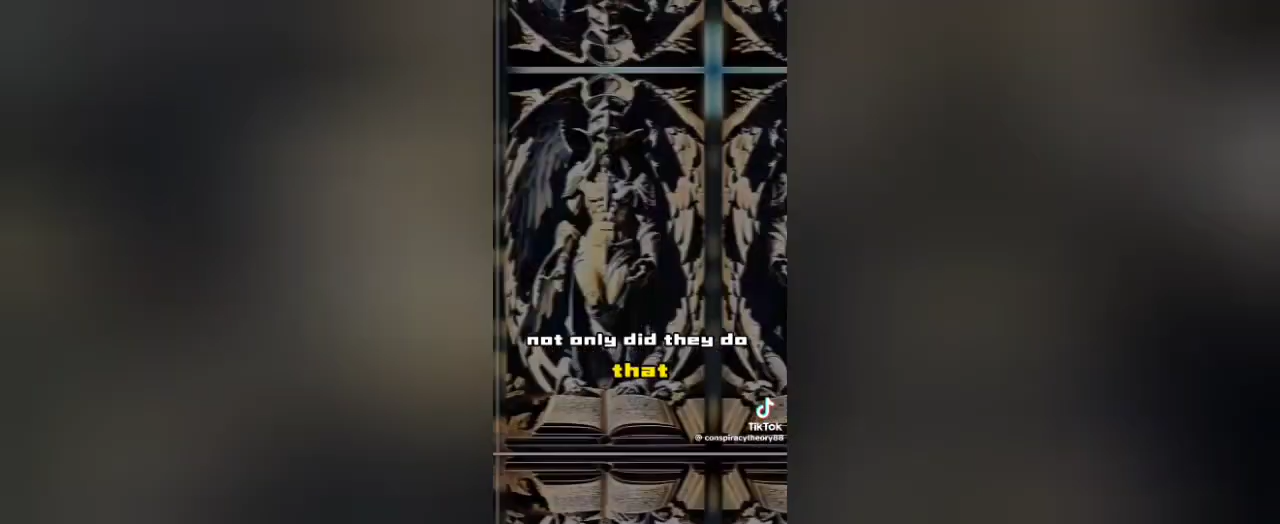 not only did they do
that
TikTok
@ conspiracytheory88